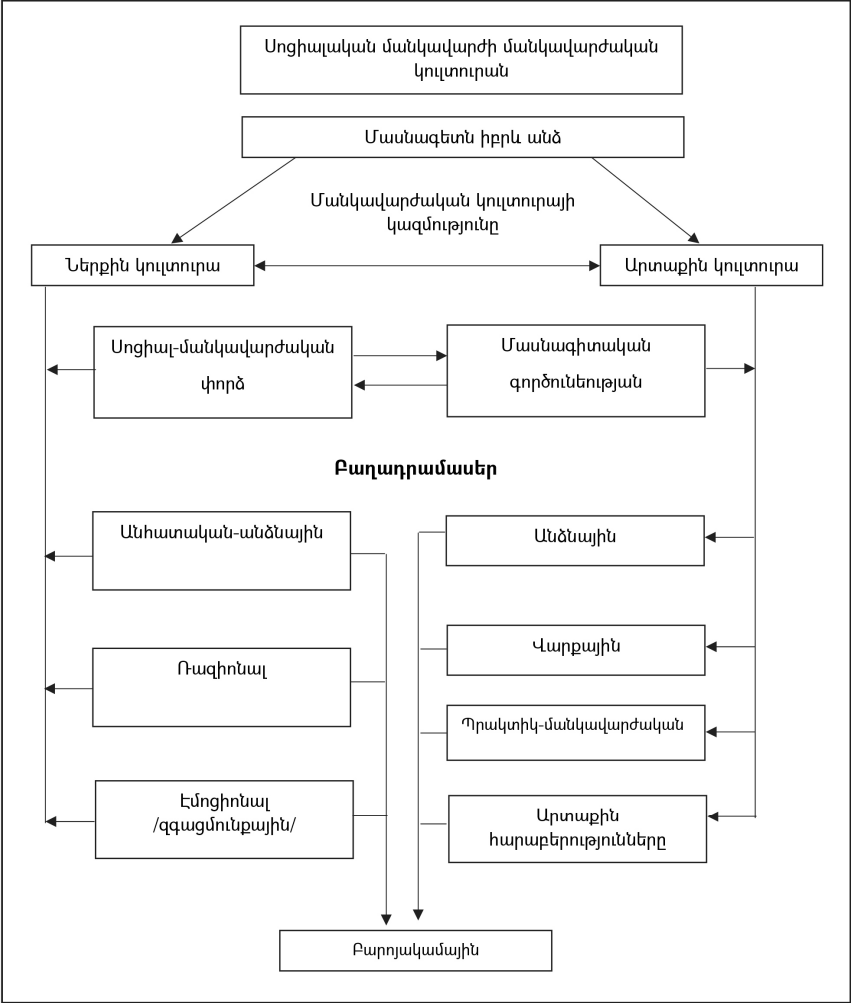 Սոցիալական մանկավարժի մանկավարժական
կուլտուրան
Մասնագետն իբրև անձ
Մանկավարժական կուլտուրայի
կազմությունը
Ներքին կուլտուրա
Արտաքին կուլտուրա
Սոցիալ-մանկավարժական
փորձ
Մասնագիտական
գործունեության
Բաղադրամասեր
Անհատական-անձնային
Անձնային
Վարքային
Ռազիոնալ
Պրակտիկ-մանկավարժական
Էմոցիոնալ
/զգացմունքային/
Արտաքին
հարաբերությունները
Բարոյակամային